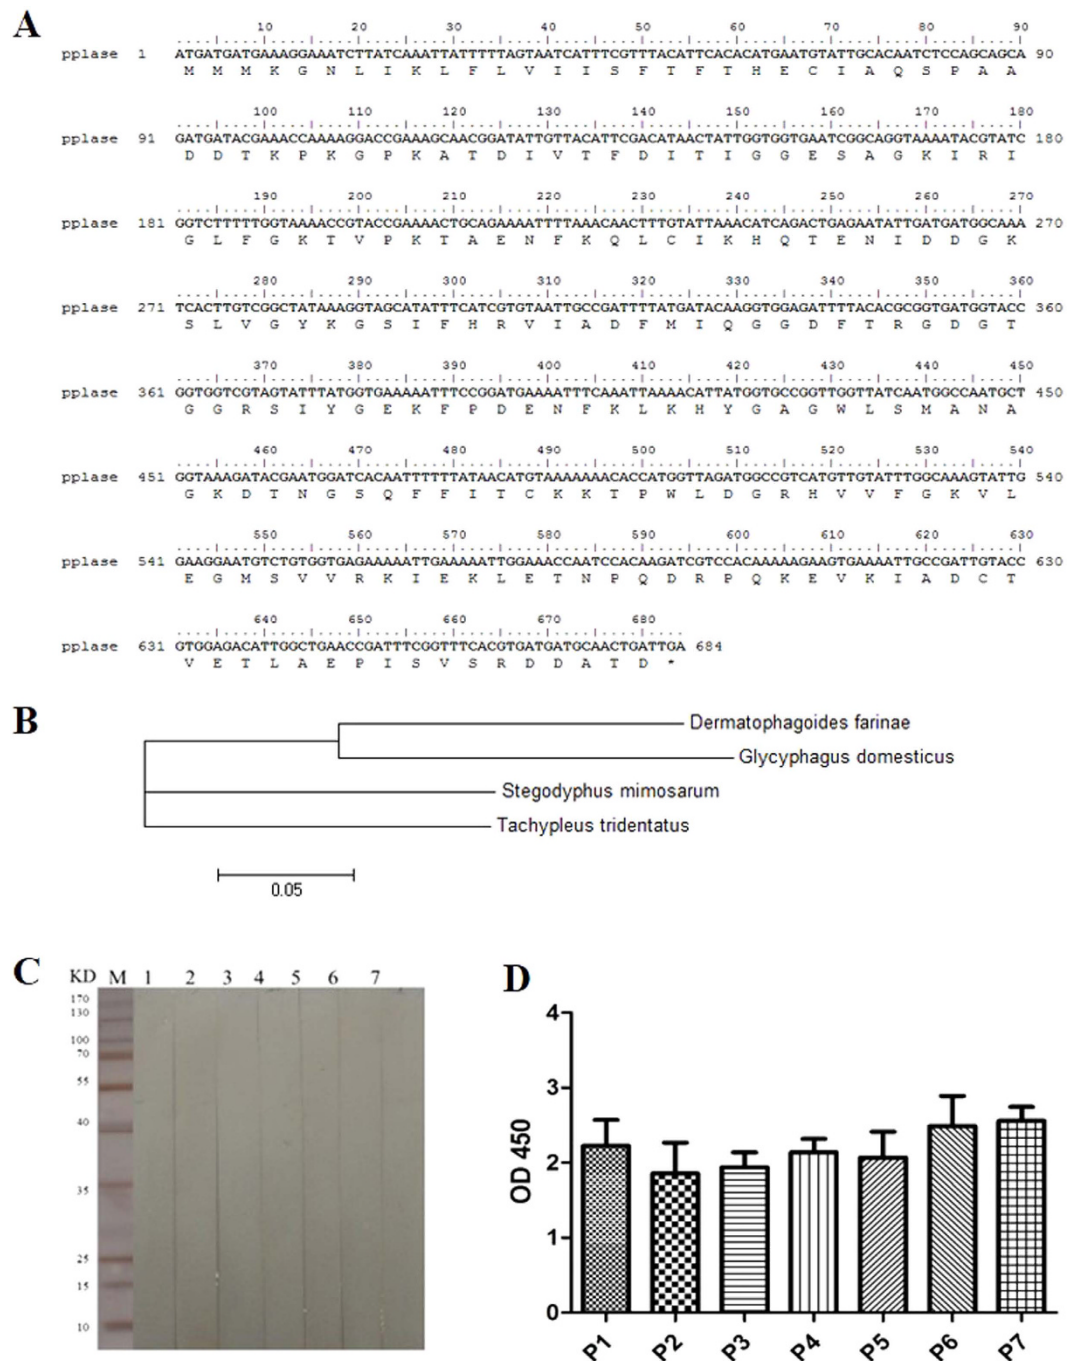 A
10 20 30 40 50 60 70 80 90
pplase 1 ATGATGATGAAAGGAAATCTTATCAAATTATTTTTAGTAATCATTTCGTTTACATTCACACATGAATGTATTGCACAATCTCCAGCAGCA 90
M M M K G N L I K L F L V I I S F T F T H E C I A Q S P A A
100 110 120 130 140 150 160 170 180
pplase 91 GATGATACGAAACCAAAAGGACCGAAAGCAACGGATATTGTTACATTCGACATAACTATTGGTGGTGAATCGGCAGGTAAAATACGTATC 180
D D T K P K G P K A T D I V T F D I T I G G E S A G K I R I
190 200 210 220 230 240 250 260 270
pplase 181 GGTCTTTTTGGTAAAACCGTACCGAAAACTGCAGAAAATTTTAAACAACTTTGTATTAAACATCAGACTGAGAATATTGATGATGGCAAA 270
G L F G K T V P K T A E N F K Q L C I K H Q T E N I D D G K
280 290 300 310 320 330 340 350 360
pplase 271 TCACTTGTCGGCTATAAAGGTAGCATATTTCATCGTGTAATTGCCGATTTTATGATACAAGGTGGAGATTTTACACGCGGTGATGGTACC 360
S L V G Y K G S I F H R V I A D F M I Q G G D F T R G D G T
370 380 390 400 410 420 430 440 450
pplase 361 GGTGGTCGTAGTATTTATGGTGAAAAATTTCCGGATGAAAATTTCAAATTAAAACATTATGGTGCCGGTTGGTTATCAATGGCCAATGCT 450
G G R S I Y G E K F P D E N F K L K H Y G A G W L S M A N A
460 470 480 490 500 510 520 530 540
pplase 451 GGTAAAGATACGAATGGATCACAATTTTTTATAACATGTAAAAAAACACCATGGTTAGATGGCCGTCATGTTGTATTTGGCAAAGTATTG 540
G K D T N G S Q F F I T C K K T P W L D G R H V V F G K V L
550 560 570 580 590 600 610 620 630
pplase 541 GAAGGAATGTCTGTGGTGAGAAAAATTGAAAAATTGGAAACCAATCCACAAGATCGTCCACAAAAAGAAGTGAAAATTGCCGATTGTACC 630
E G M S V V R K I E K L E T N P Q D R P Q K E V K I A D C T
640 650 660 670 680
pplase 631 GTGGAGACATTGGCTGAACCGATTTCGGTTTCACGTGATGATGCAACTGATTGA 684
V E T L A E P I S V S R D D A T D *
B
Dermatophagoides farinae
Glycyphagus domesticus
Stegodyphus mimosarum
Tachypleus tridentatus
0.05
C
KD M 1 2 3 4 5 6 7
170
130
100
70
55
40
35
25
15
10
D
OD 450
4
3
2
1
0
P1 P2 P3 P4 P5 P6 P7